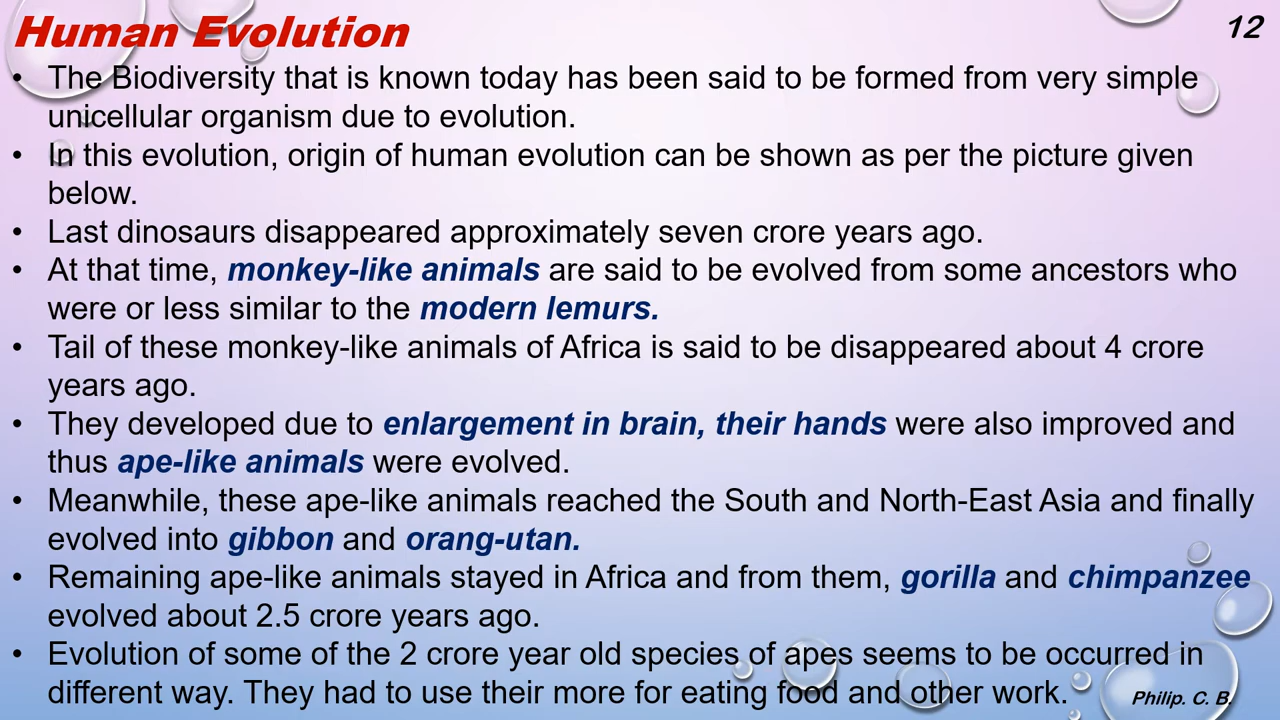 Human Evolution
12
• The Biodiversity that is known today has been said to be formed from very simple
unicellular organism due to evolution.
• In this evolution, origin of human evolution can be shown as per the picture given
below.
• Last dinosaurs disappeared approximately seven crore years ago.
• At that time, monkey-like animals are said to be evolved from some ancestors who
were or less similar to the modern lemurs.
• Tail of these monkey-like animals of Africa is said to be disappeared about 4 crore
years ago.
• They developed due to enlargement in brain, their hands were also improved and
thus ape-like animals were evolved.
• Meanwhile, these ape-like animals reached the South and North-East Asia and finally
evolved into gibbon and orang-utan.
• Remaining ape-like animals stayed in Africa and from them, gorilla and chimpanzee
evolved about 2.5 crore years ago.
• Evolution of some of the 2 crore year old species of apes seems to be occurred in
different way. They had to use their more for eating food and other work.
Philip. C. B.